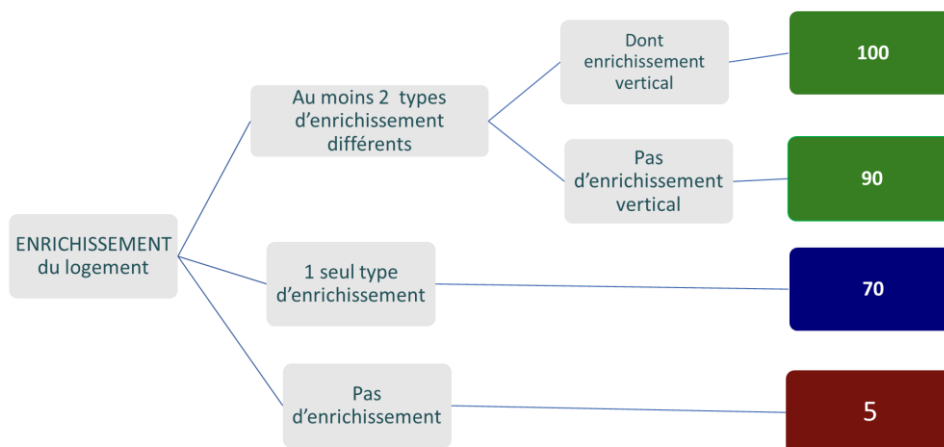 Dont
enrichissement
vertical
100
Au moins 2 types
d'enrichissement
différents
Pas
d'enrichissement
vertical
90
ENRICHISSEMENT
du logement
1 seul type
d'enrichissement
70
Pas
d'enrichissement
5